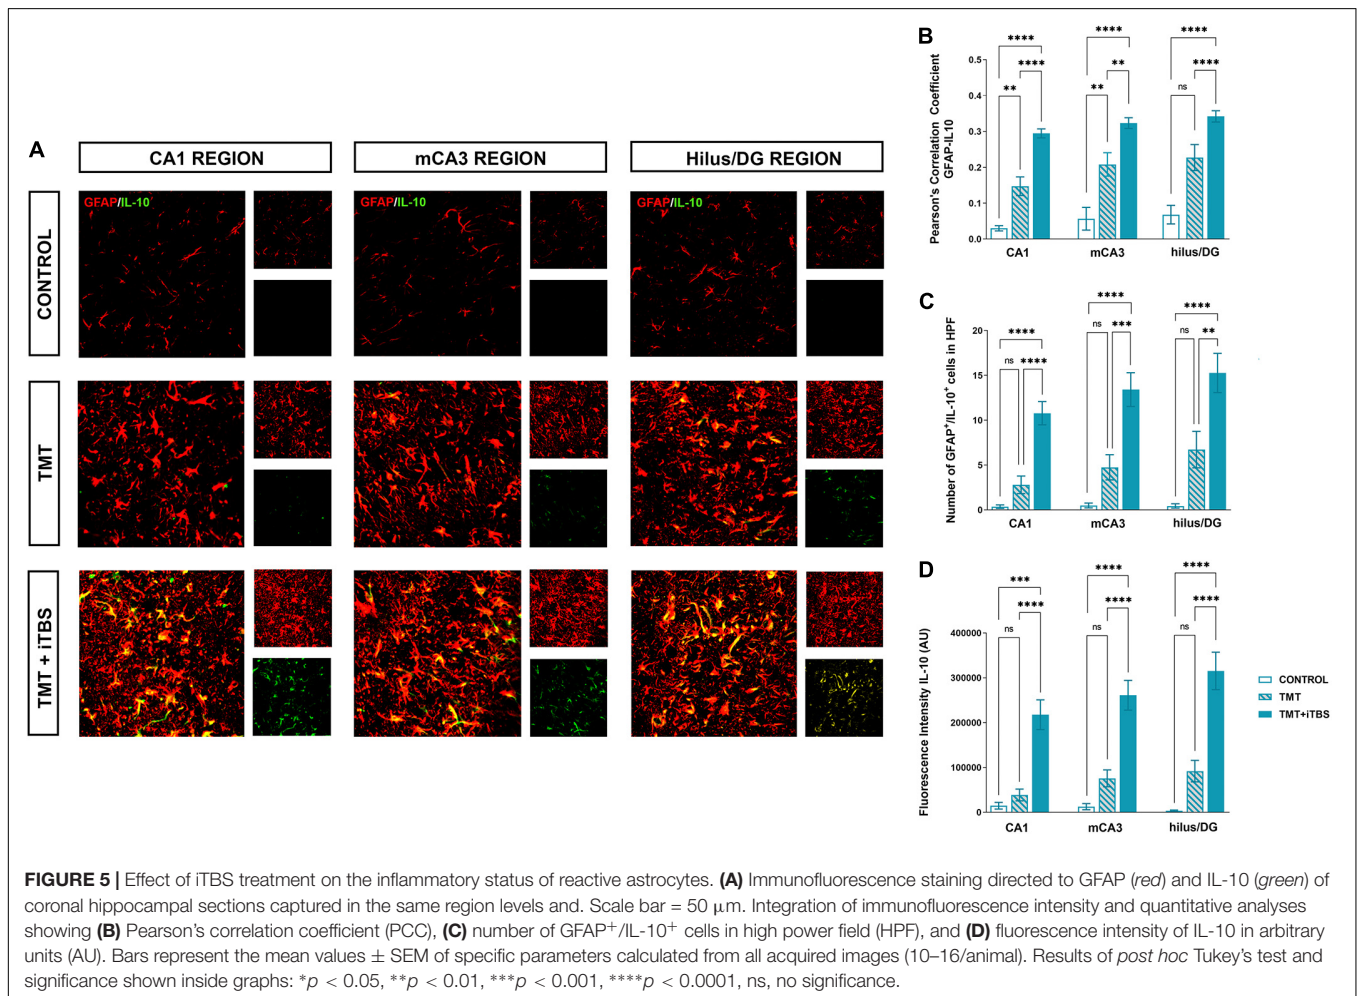 A
CA1 REGION
mCA3 REGION
Hilus/DG REGION
CONTROL
GFAP/IL-10
GFAP/IL-10
GFAP/IL-10
TMT
TMT + iTBS
B
Pearson's Correlation Coefficient
GFAP-IL10
0.5
0.4
0.3
0.2
0.1
0.0
****
** ****
****
** **
****
ns ****
CA1 mCA3 hilus/DG
C
Number of GFAP⁺/IL-10⁺ cells in HPF
20
15
10
5
0
****
ns ****
****
ns ***
****
ns **
CA1 mCA3 hilus/DG
D
Fluorescence Intensity IL-10 (AU)
400000
300000
200000
100000
0
***
ns ****
****
ns ****
****
ns ****
CA1 mCA3 hilus/DG
CONTROL
TMT
TMT+iTBS
FIGURE 5 | Effect of iTBS treatment on the inflammatory status of reactive astrocytes. (A) Immunofluorescence staining directed to GFAP (red) and IL-10 (green) of
coronal hippocampal sections captured in the same region levels and. Scale bar = 50 μm. Integration of immunofluorescence intensity and quantitative analyses
showing (B) Pearson's correlation coefficient (PCC), (C) number of GFAP⁺/IL-10⁺ cells in high power field (HPF), and (D) fluorescence intensity of IL-10 in arbitrary
units (AU). Bars represent the mean values ± SEM of specific parameters calculated from all acquired images (10–16/animal). Results of post hoc Tukey's test and
significance shown inside graphs: *p < 0.05, **p < 0.01, ***p < 0.001, ****p < 0.0001, ns, no significance.